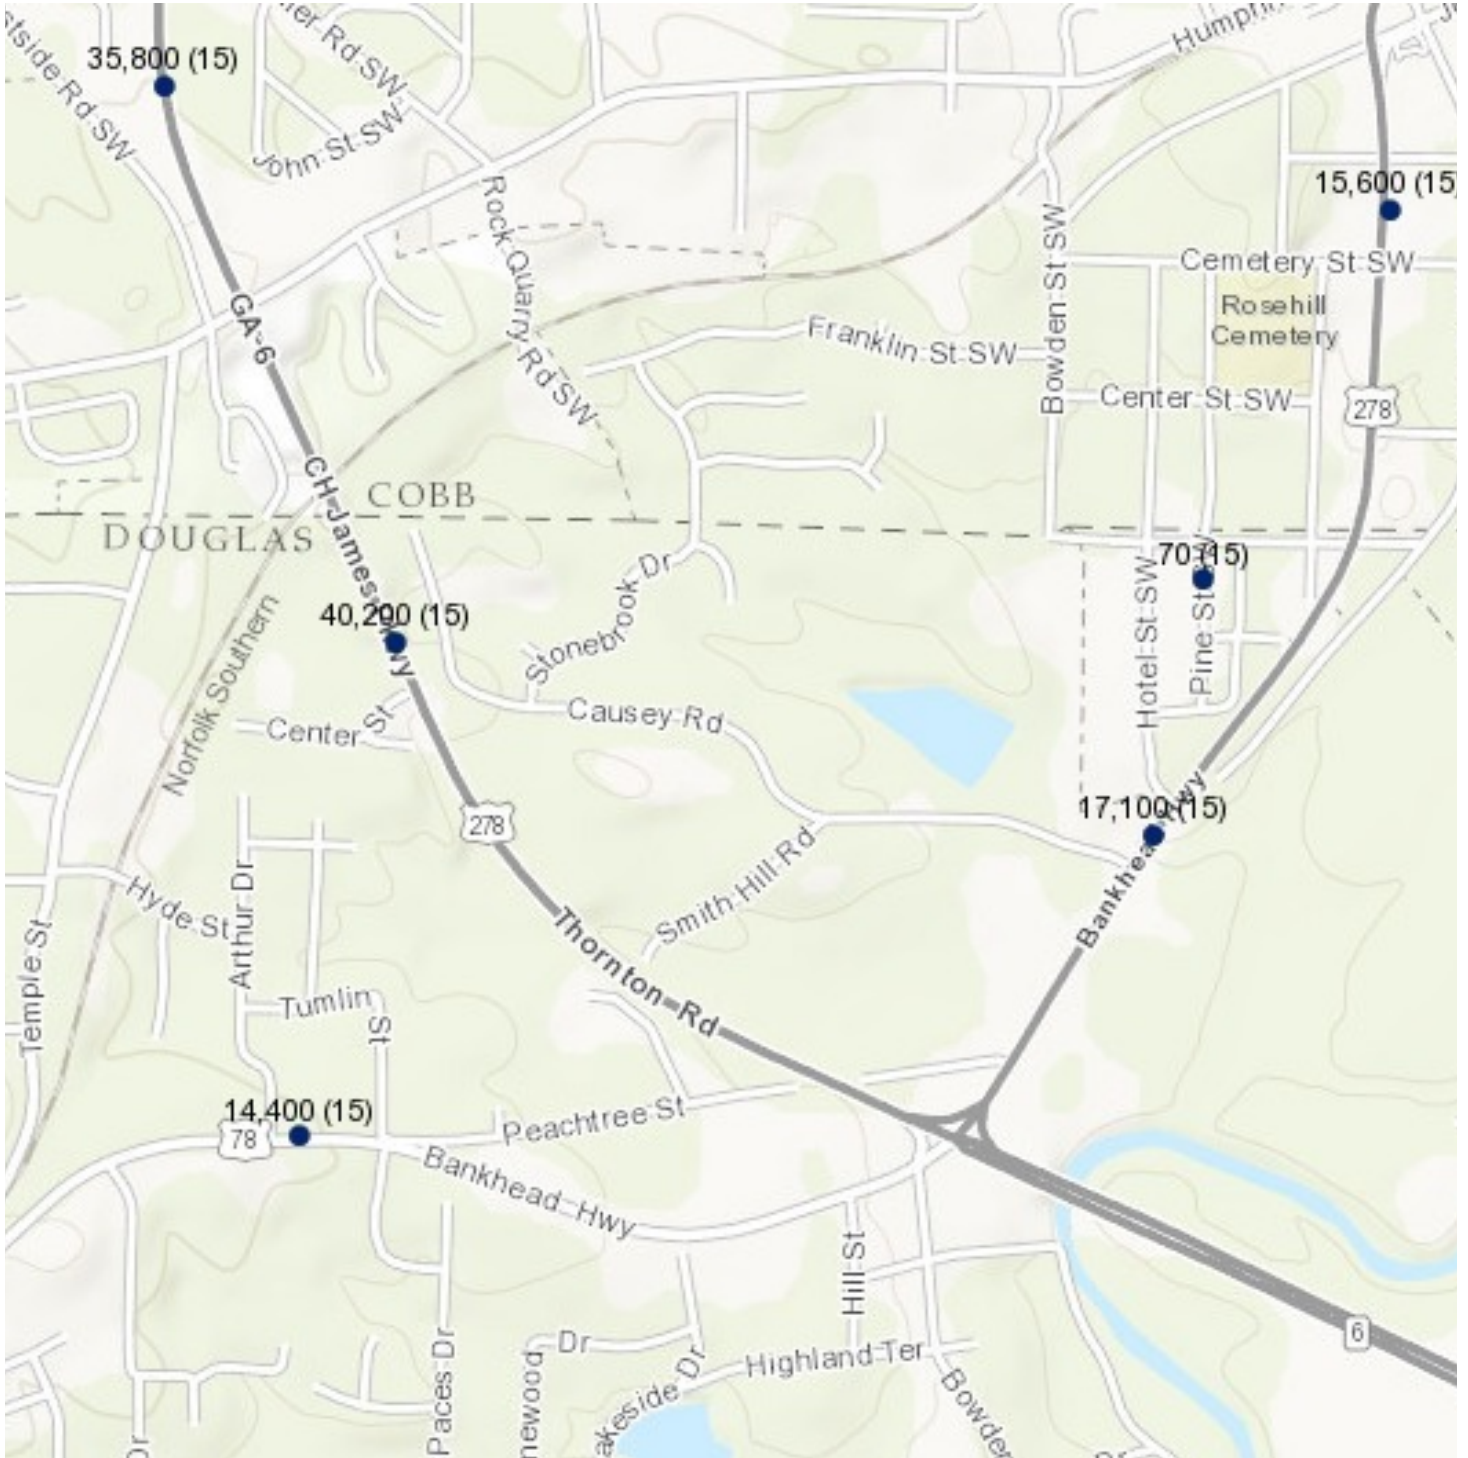 35,800 (15)
John St SW
Humphri
Rock Quarry Rd SW
15,600 (15)
Cemetery St SW
Rosehill
Cemetery
Bowden St SW
GA-6
Franklin St SW
Center St SW
278
CH James Hwy
COBB
DOUGLAS
70 (15)
40,200 (15)
Norfolk Southern
Stonebrook Dr
Hotel St SW
Pine St
Center St
Causey Rd
278
17,100 (15)
Bankhead Hwy
Smith Hill Rd
Hyde St
Arthur Dr
Thornton Rd
Temple St
Tumlin St
14,400 (15)
78
Peachtree St
Bankhead Hwy
Hill St
6
Paces Dr
Dr
newood
akeside Dr
Highland Ter
Bowden
Dr